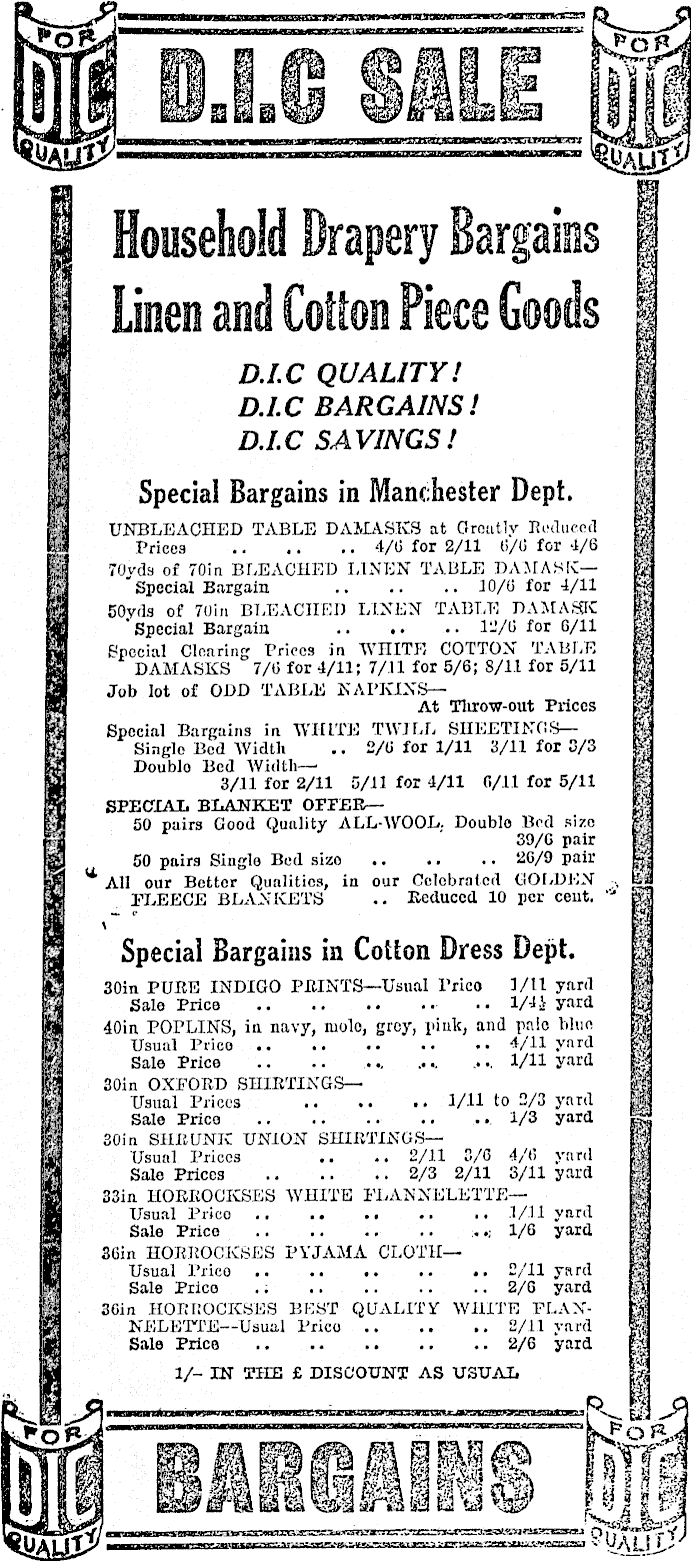 FOR
DIC
QUALITY
D.I.C SALE
FOR
DIC
QUALITY
Household Drapery Bargains
Linen and Cotton Piece Goods
D.I.C QUALITY!
D.I.C BARGAINS!
D.I.C SAVINGS!
Special Bargains in Manchester Dept.
UNBLEACHED TABLE DAMASKS at Greatly Reduced
Prices .. .. .. 4/6 for 2/11 6/6 for 4/6
70yds of 70in BLEACHED LINEN TABLE DAMASK—
Special Bargain .. .. .. 10/6 for 4/11
50yds of 70in BLEACHED LINEN TABLE DAMASK
Special Bargain .. .. .. 12/6 for 6/11
Special Clearing Prices in WHITE COTTON TABLE
DAMASKS 7/6 for 4/11; 7/11 for 5/6; 8/11 for 5/11
Job lot of ODD TABLE NAPKINS—
At Throw-out Prices
Special Bargains in WHITE TWILL SHEETINGS—
Single Bed Width .. 2/6 for 1/11 3/11 for 3/3
Double Bed Width—
3/11 for 2/11 5/11 for 4/11 6/11 for 5/11
SPECIAL BLANKET OFFER—
50 pairs Good Quality ALL-WOOL, Double Bed size
39/6 pair
50 pairs Single Bed size .. .. .. 26/9 pair
All our Better Qualities, in our Celebrated GOLDEN
FLEECE BLANKETS .. Reduced 10 per cent.
Special Bargains in Cotton Dress Dept.
30in PURE INDIGO PRINTS—Usual Price 1/11 yard
Sale Price .. .. .. .. .. 1/4½ yard
40in POPLINS, in navy, mole, grey, pink, and pale blue
Usual Price .. .. .. .. .. 4/11 yard
Sale Price .. .. .. .. .. 1/11 yard
30in OXFORD SHIRTINGS—
Usual Prices .. .. .. 1/11 to 2/3 yard
Sale Price .. .. .. .. .. 1/3 yard
30in SHRUNK UNION SHIRTINGS—
Usual Prices .. .. 2/11 3/6 4/6 yard
Sale Prices .. .. .. 2/3 2/11 3/11 yard
33in HORROCKSES WHITE FLANNELETTE—
Usual Price .. .. .. .. .. 1/11 yard
Sale Price .. .. .. .. .. 1/6 yard
36in HORROCKSES PYJAMA CLOTH—
Usual Price .. .. .. .. .. 2/11 yard
Sale Price .. .. .. .. .. 2/6 yard
36in HORROCKSES BEST QUALITY WHITE FLAN-
NELETTE—Usual Price .. .. .. 2/11 yard
Sale Price .. .. .. .. .. 2/6 yard
1/- IN THE £ DISCOUNT AS USUAL
FOR
DIC
QUALITY
BARGAINS
FOR
DIC
QUALITY